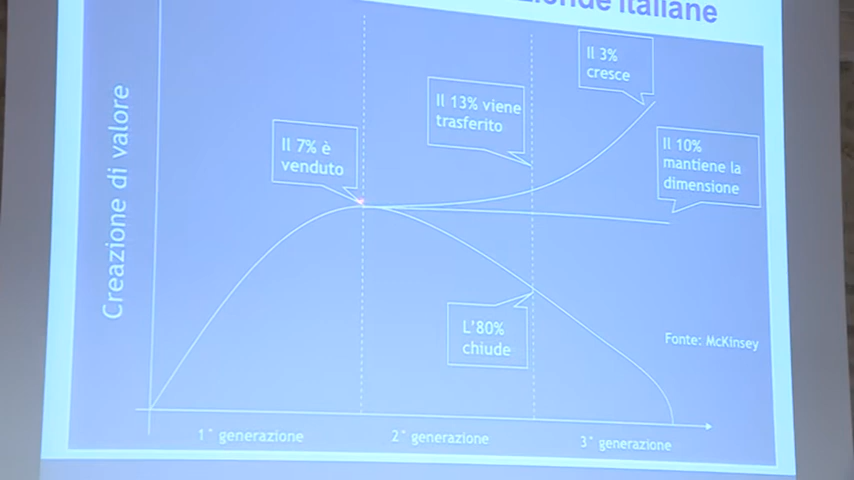 italiane
Il 3%
cresce
Il 13% viene
trasferito
Il 7% è
venduto
Il 10%
mantiene la
dimensione
Creazione di valore
L'80%
chiude
Fonte: McKinsey
1° generazione
2° generazione
3° generazione